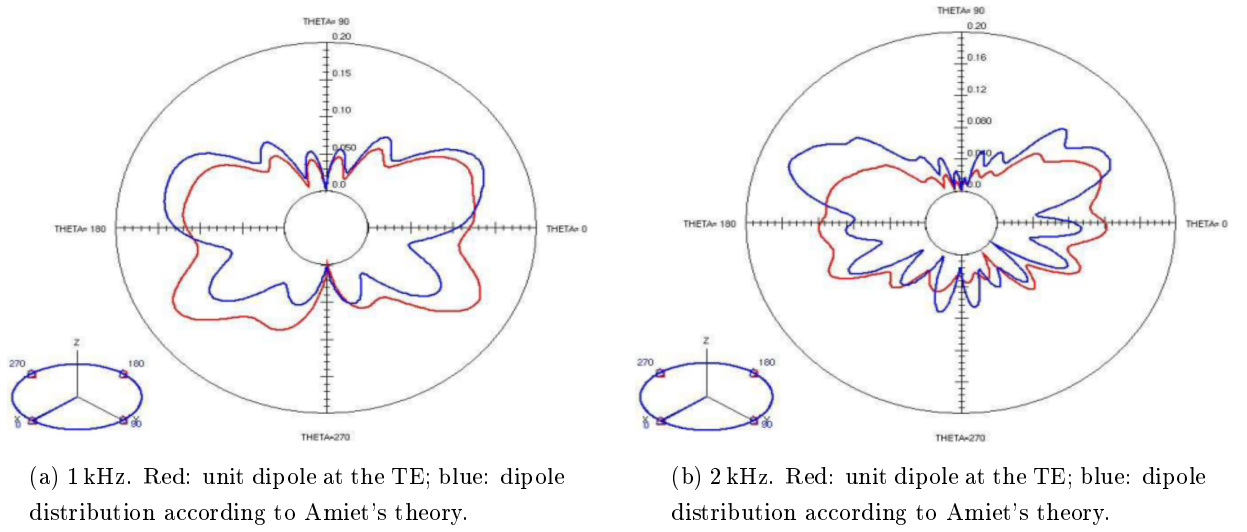 THETA= 90
0.20
0.15
0.10
0.050
0.0
THETA= 180
THETA= 0
THETA=270
Z
270
180
X
0
Y
90
THETA= 90
0.20
0.16
0.12
0.080
0.0
THETA= 180
THETA= 0
THETA=270
Z
270
180
X
0
Y
90
(a) 1 kHz. Red: unit dipole at the TE; blue: dipole
distribution according to Amiet's theory.
(b) 2 kHz. Red: unit dipole at the TE; blue: dipole
distribution according to Amiet's theory.